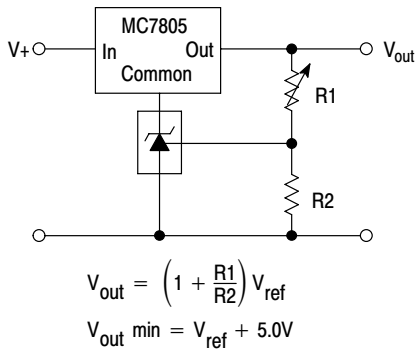 MC7805
V+ In Out V_out
Common
R1
R2
V_out = (1 + R1/R2) V_ref
V_out min = V_ref + 5.0V